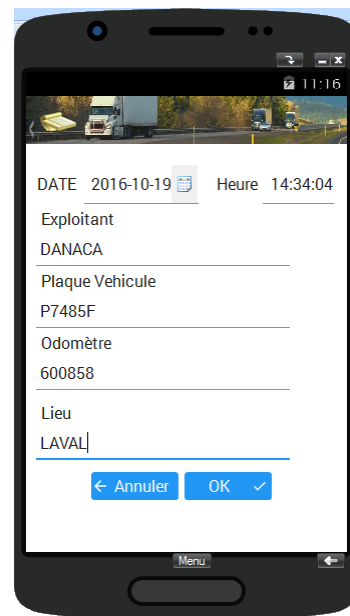 11:16
DATE 2016-10-19 Heure 14:34:04
Exploitant
DANACA
Plaque Vehicule
P7485F
Odomètre
600858
Lieu
LAVAL
← Annuler OK ✓
Menu